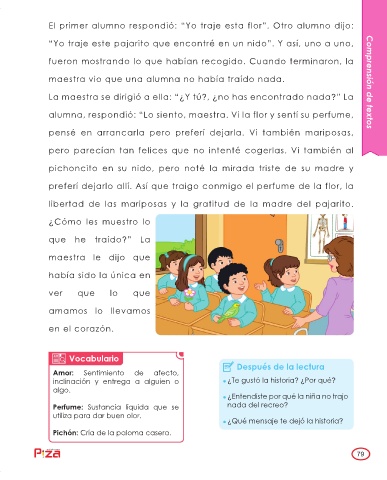 El primer alumno respondió: “Yo traje esta flor”. Otro alumno dijo:
“Yo traje este pajarito que encontré en un nido”. Y así, uno a uno,
fueron mostrando lo que habían recogido. Cuando terminaron, la
maestra vio que una alumna no había traído nada.
La maestra se dirigió a ella: “¿Y tú?, ¿no has encontrado nada?” La
alumna, respondió: “Lo siento, maestra. Vi la flor y sentí su perfume,
pensé en arrancarla pero preferí dejarla. Vi también mariposas,
pero parecían tan felices que no intenté cogerlas. Vi también al
pichoncito en su nido, pero noté la mirada triste de su madre y
preferí dejarlo allí. Así que traigo conmigo el perfume de la flor, la
libertad de las mariposas y la gratitud de la madre del pajarito.
¿Cómo les muestro lo
que he traído?” La
maestra le dijo que
había sido la única en
ver que lo que
amamos lo llevamos
en el corazón.
Comprensión de textos
Vocabulario
Amor: Sentimiento de afecto,
inclinación y entrega a alguien o
algo.
Perfume: Sustancia líquida que se
utiliza para dar buen olor.
Pichón: Cría de la paloma casera.
Después de la lectura
¿Te gustó la historia? ¿Por qué?
¿Entendiste por qué la niña no trajo
nada del recreo?
¿Qué mensaje te dejó la historia?
Piza
79